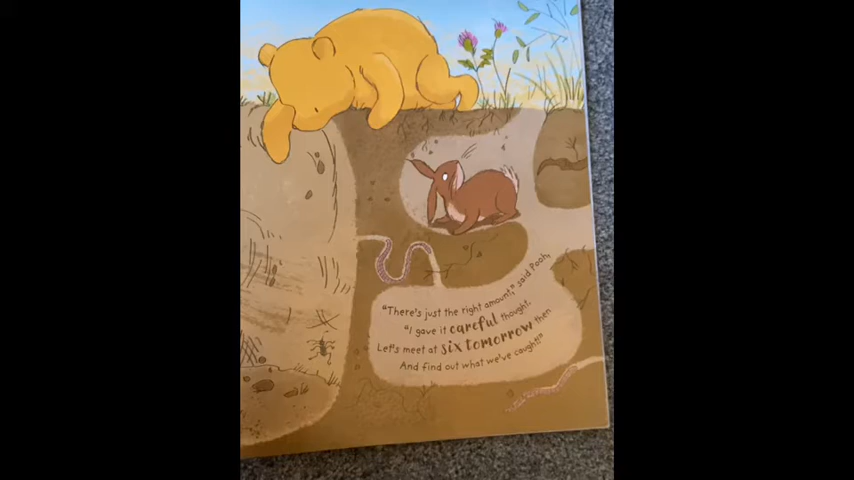 "There's just the right amount," said Pooh,
"I gave it careful thought.
Let's meet at six tomorrow then
And find out what we've caught!"